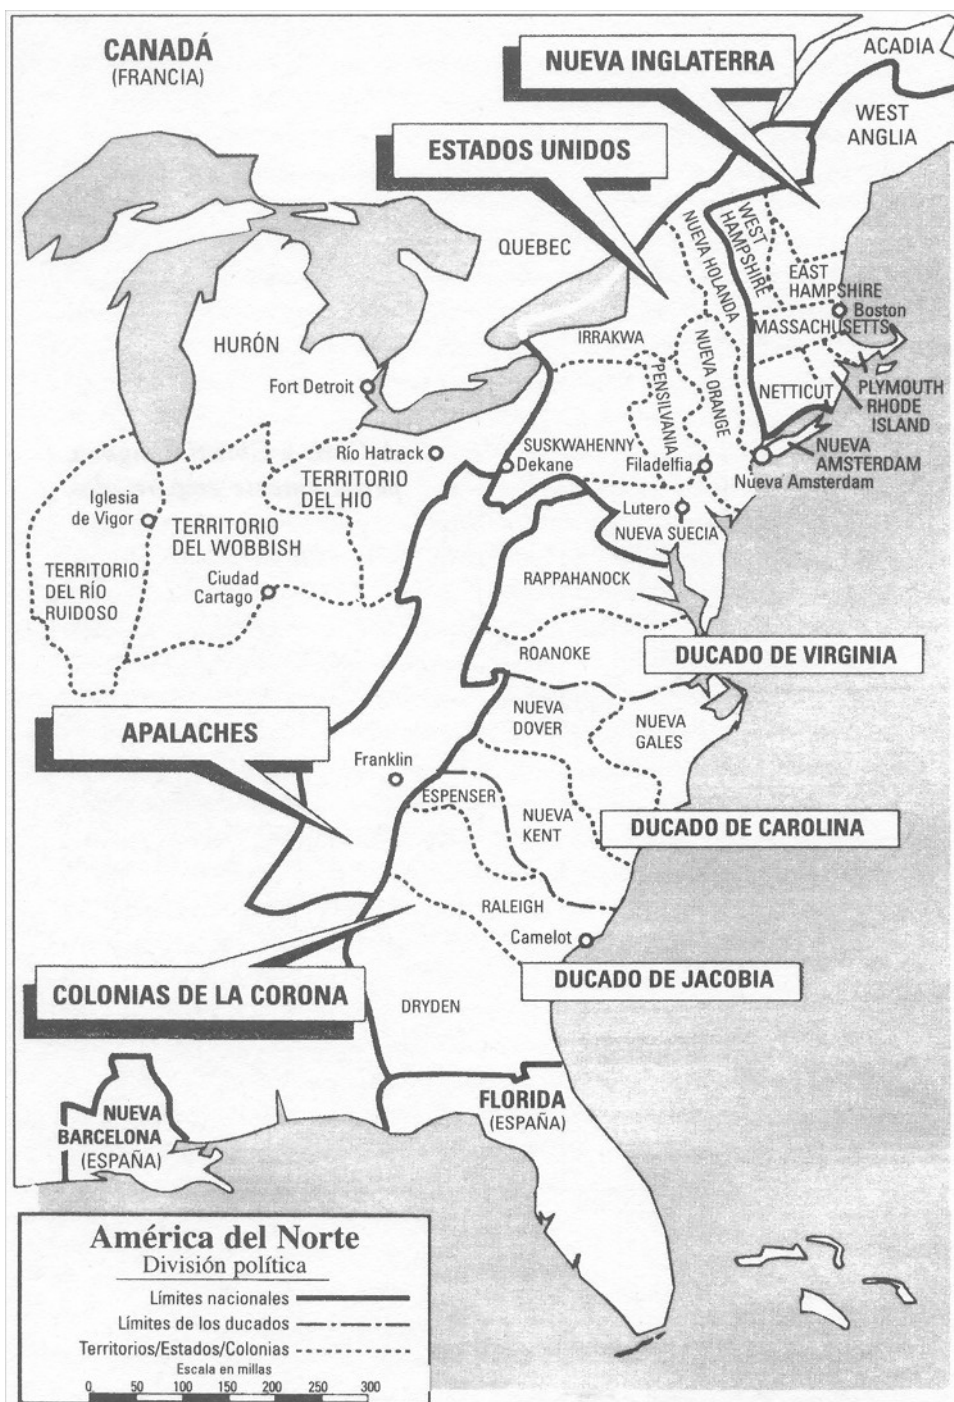 CANADÁ
(FRANCIA)
NUEVA INGLATERRA
ACADIA
WEST
ANGLIA
ESTADOS UNIDOS
QUEBEC
NUEVA HOLANDA
WEST
HAMPSHIRE
EAST
HAMPSHIRE
Boston
MASSACHUSETTS
HURÓN
IRRAKWA
NUEVA ORANGE
PENSILVANIA
Fort Detroit
NETTICUT
PLYMOUTH
RHODE
ISLAND
NUEVA
AMSTERDAM
Nueva Amsterdam
Río Hatrack
SUSKWAHENNY
Dekane
Filadelfia
TERRITORIO
DEL HIO
Iglesia
de Vigor
TERRITORIO
DEL WOBBISH
Lutero
NUEVA SUECIA
TERRITORIO
DEL RÍO
RUIDOSO
Ciudad
Cartago
RAPPAHANOCK
ROANOKE
DUCADO DE VIRGINIA
NUEVA
DOVER
NUEVA
GALES
APALACHES
Franklin
ESPENSER
NUEVA
KENT
DUCADO DE CAROLINA
RALEIGH
Camelot
COLONIAS DE LA CORONA
DUCADO DE JACOBIA
DRYDEN
FLORIDA
(ESPAÑA)
NUEVA
BARCELONA
(ESPAÑA)
América del Norte
División política
Límites nacionales
Límites de los ducados
Territorios/Estados/Colonias
Escala en millas
0 50 100 150 200 250 300